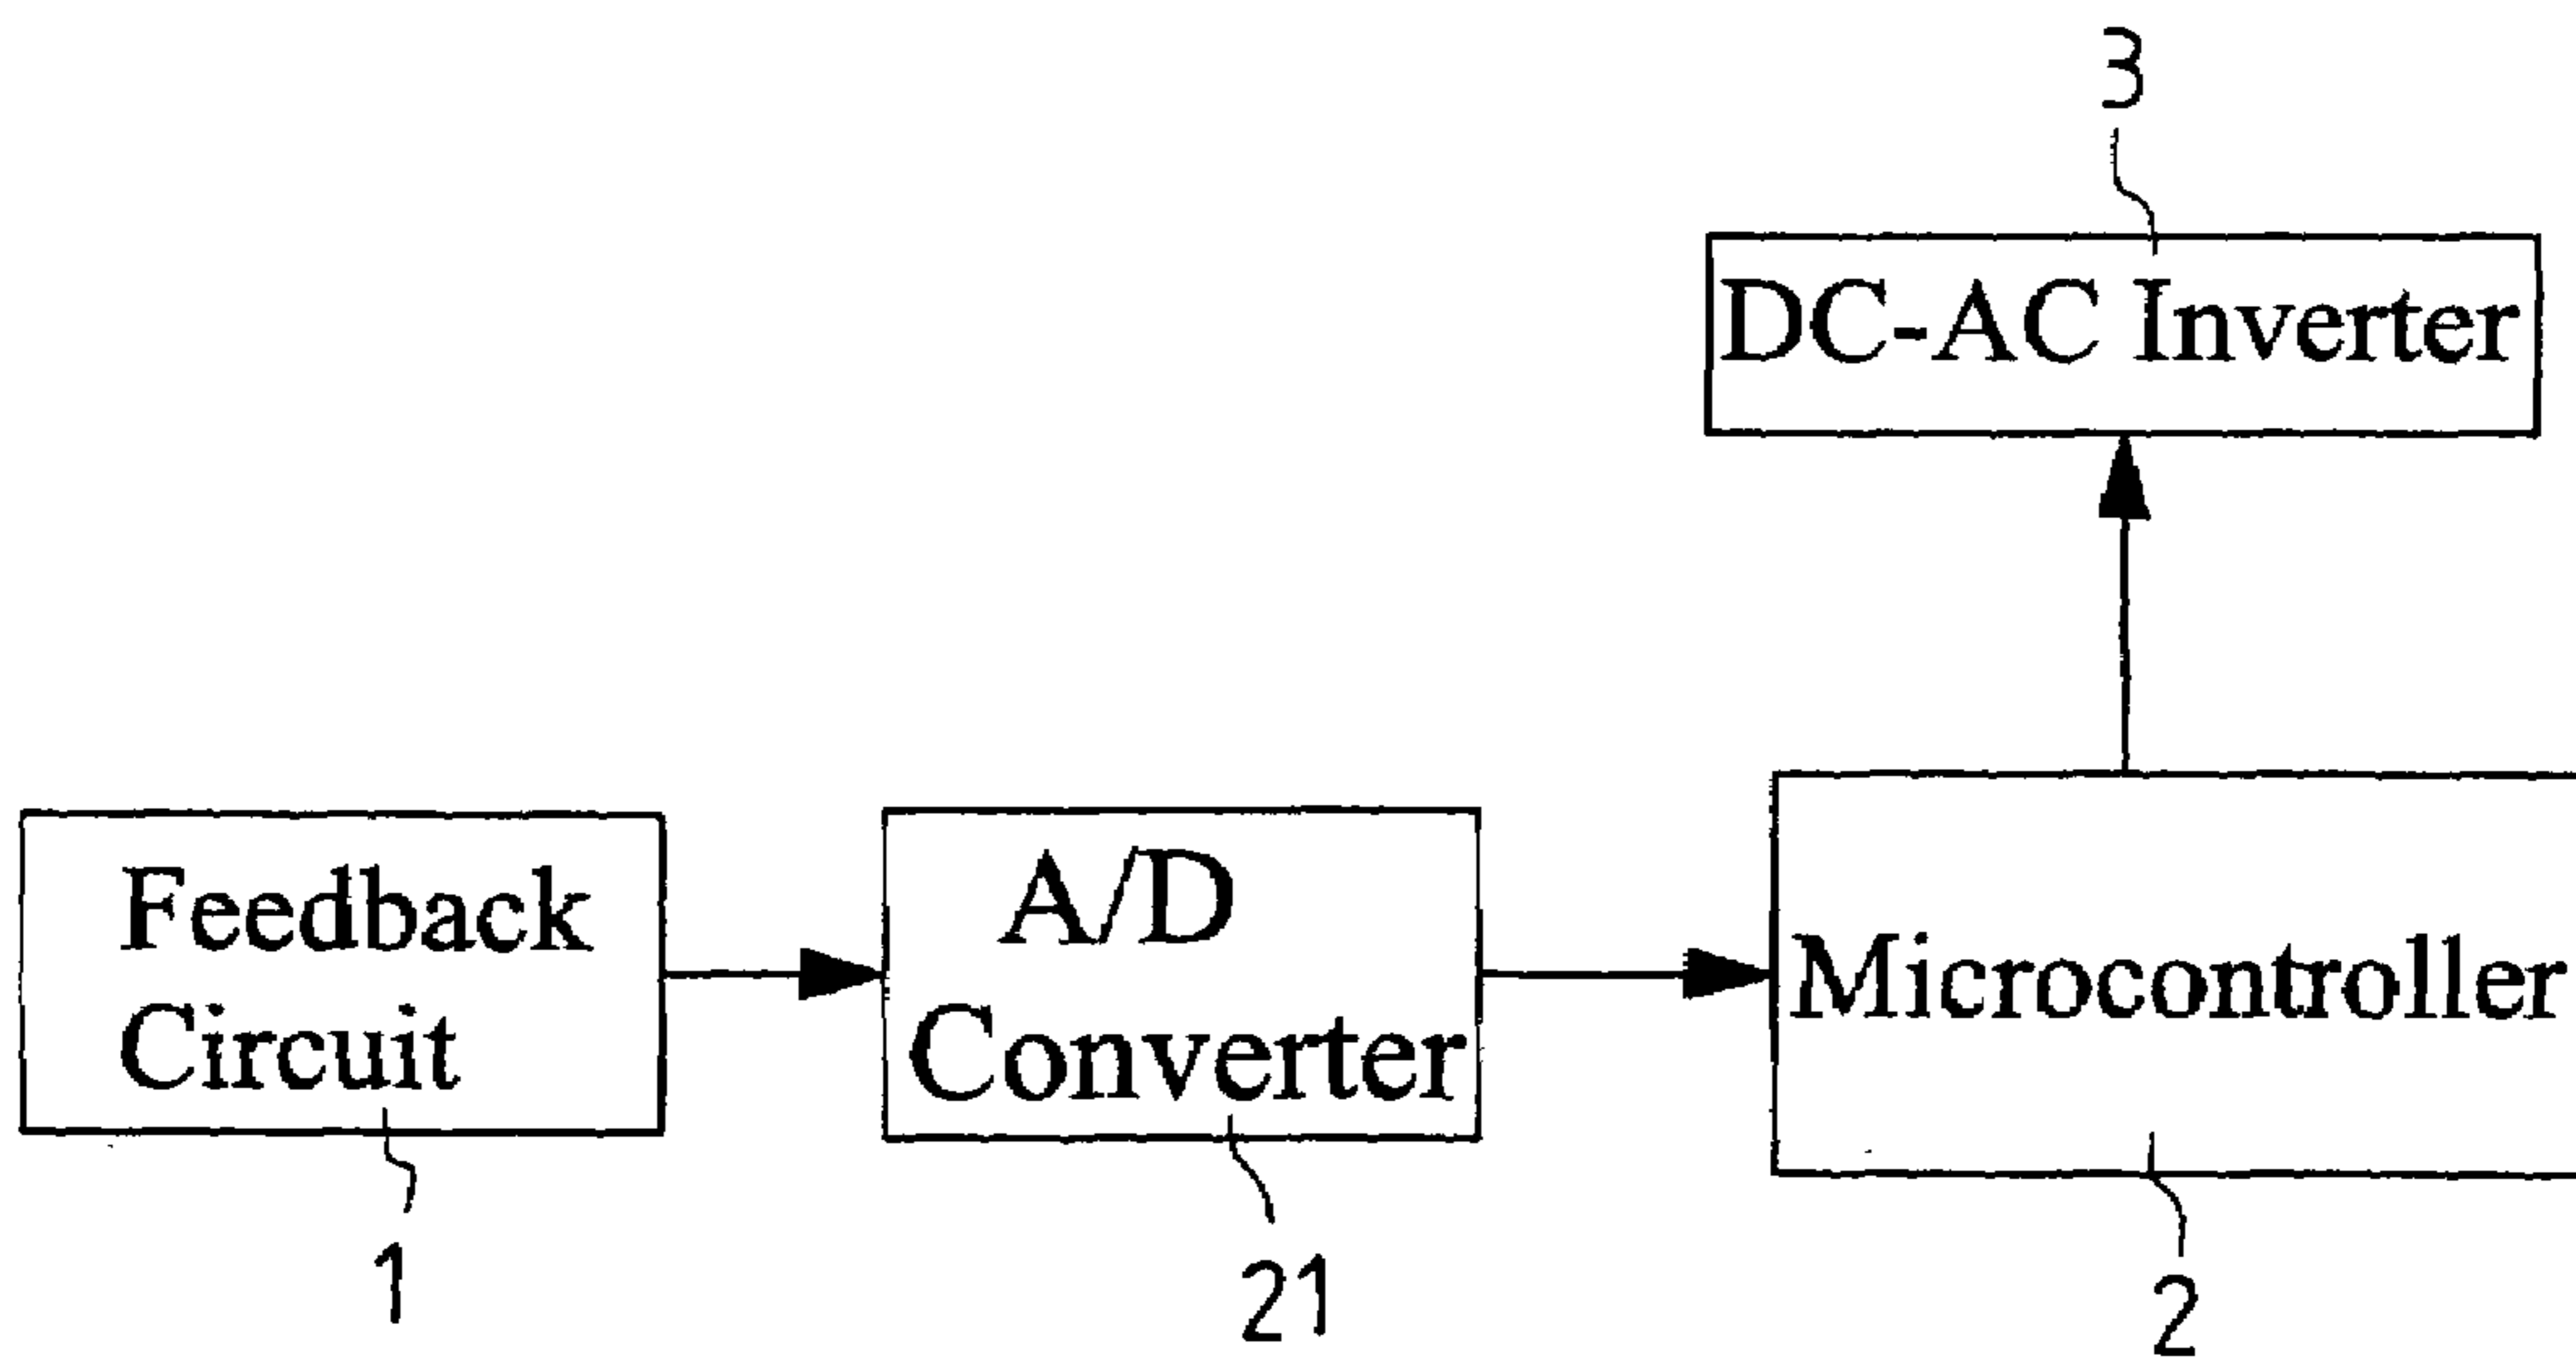 3
DC-AC Inverter
Feedback
Circuit
A/D
Converter
Microcontroller
1
21
2